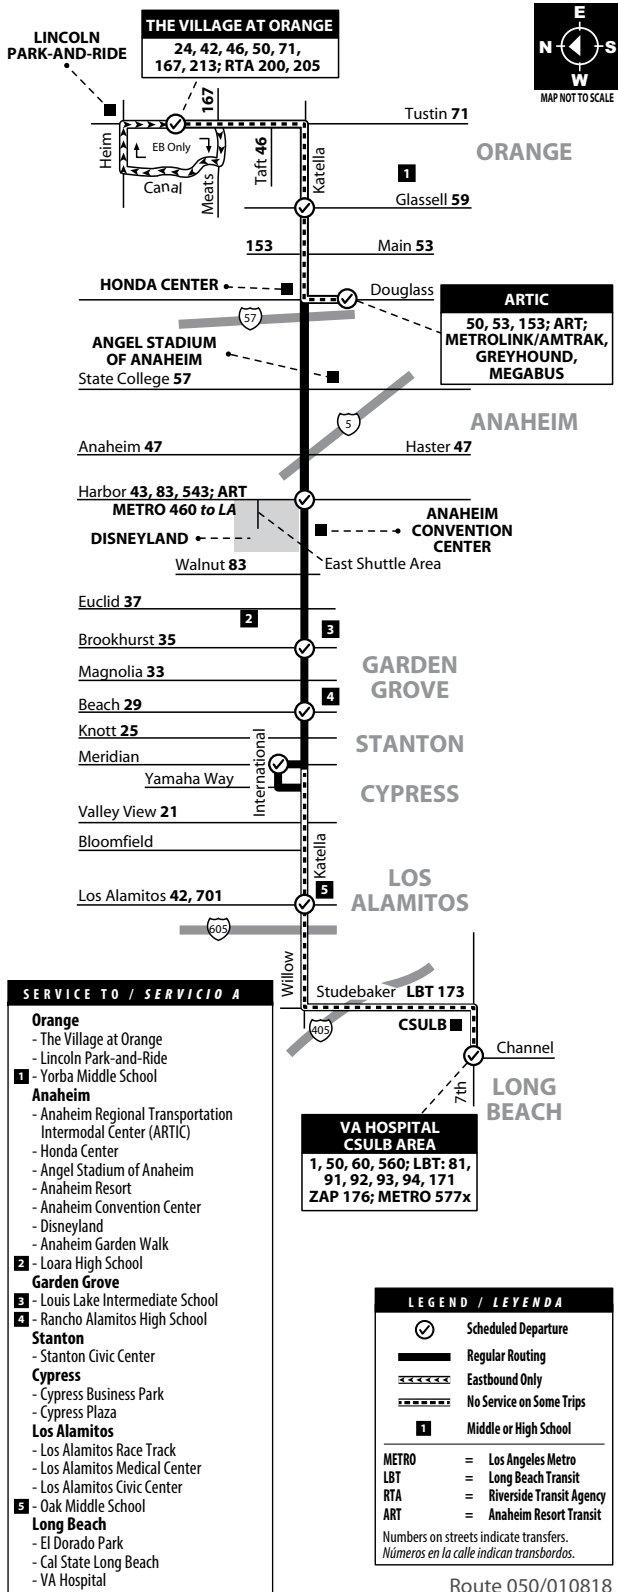 LINCOLN
PARK-AND-RIDE
THE VILLAGE AT ORANGE
24, 42, 46, 50, 71,
167, 213; RTA 200, 205
E
N
S
W
MAP NOT TO SCALE
167
Tustin 71
ORANGE
Heim
EB Only
Canal
Meats
Taft 46
Katella
1
Glassell 59
153
Main 53
HONDA CENTER
Douglass
57
ARTIC
50, 53, 153; ART;
METROLINK/AMTRAK,
GREYHOUND,
MEGABUS
ANGEL STADIUM
OF ANAHEIM
State College 57
5
ANAHEIM
Anaheim 47
Haster 47
Harbor 43, 83, 543; ART
METRO 460 to LA
DISNEYLAND
ANAHEIM
CONVENTION
CENTER
East Shuttle Area
Walnut 83
Euclid 37
2
3
Brookhurst 35
GARDEN
GROVE
Magnolia 33
4
Beach 29
Knott 25
STANTON
Meridian
International
Yamaha Way
CYPRESS
Valley View 21
Bloomfield
Katella
5
LOS
ALAMITOS
Los Alamitos 42, 701
605
Willow
Studebaker LBT 173
405
CSULB
Channel
7th
LONG
BEACH
VA HOSPITAL
CSULB AREA
1, 50, 60, 560; LBT: 81,
91, 92, 93, 94, 171
ZAP 176; METRO 577x
SERVICE TO / SERVICIO A
Orange
- The Village at Orange
- Lincoln Park-and-Ride
1 - Yorba Middle School
Anaheim
- Anaheim Regional Transportation
Intermodal Center (ARTIC)
- Honda Center
- Angel Stadium of Anaheim
- Anaheim Resort
- Anaheim Convention Center
- Disneyland
- Anaheim Garden Walk
2 - Loara High School
Garden Grove
3 - Louis Lake Intermediate School
4 - Rancho Alamitos High School
Stanton
- Stanton Civic Center
Cypress
- Cypress Business Park
- Cypress Plaza
Los Alamitos
- Los Alamitos Race Track
- Los Alamitos Medical Center
- Los Alamitos Civic Center
5 - Oak Middle School
Long Beach
- El Dorado Park
- Cal State Long Beach
- VA Hospital
LEGEND / LEYENDA
Scheduled Departure
Regular Routing
Eastbound Only
No Service on Some Trips
1 Middle or High School
METRO = Los Angeles Metro
LBT = Long Beach Transit
RTA = Riverside Transit Agency
ART = Anaheim Resort Transit
Numbers on streets indicate transfers.
Números en la calle indican transbordos.
Route 050/010818